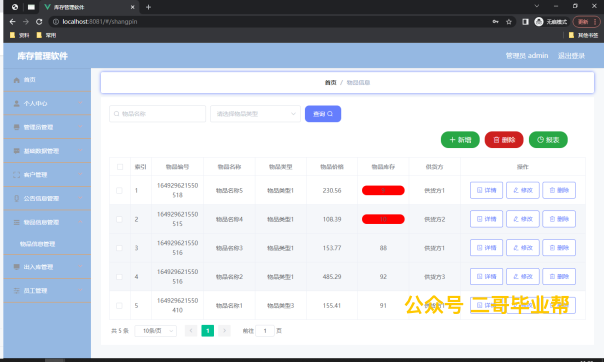 库存管理软件
localhost:8081/#/shangpin
无痕模式
更新
资料
常用
其他书签
库存管理软件
管理员 admin
退出登录
首页
个人中心
管理员管理
基础数据管理
客户管理
公告信息管理
物品信息管理
物品信息管理
出入库管理
员工管理
首页 / 物品信息
物品名称
请选择物品类型
查询
+ 新增
删除
报表
索引 物品编号 物品名称 物品类型 物品价格 物品库存 供货方 操作
1 164929621550518 物品名称5 物品类型1 230.56 供货方1 详情 修改 删除
2 164929621550515 物品名称4 物品类型1 108.39 供货方2 详情 修改 删除
3 164929621550516 物品名称3 物品类型1 153.77 88 供货方1 详情 修改 删除
4 164929621550516 物品名称2 物品类型1 485.29 92 供货方3 详情 修改 删除
5 164929621550410 物品名称1 物品类型3 155.41 91 供货方1 详情 修改 删除
共 5 条
10条/页
1
前往 1 页
公众号 二哥毕业帮